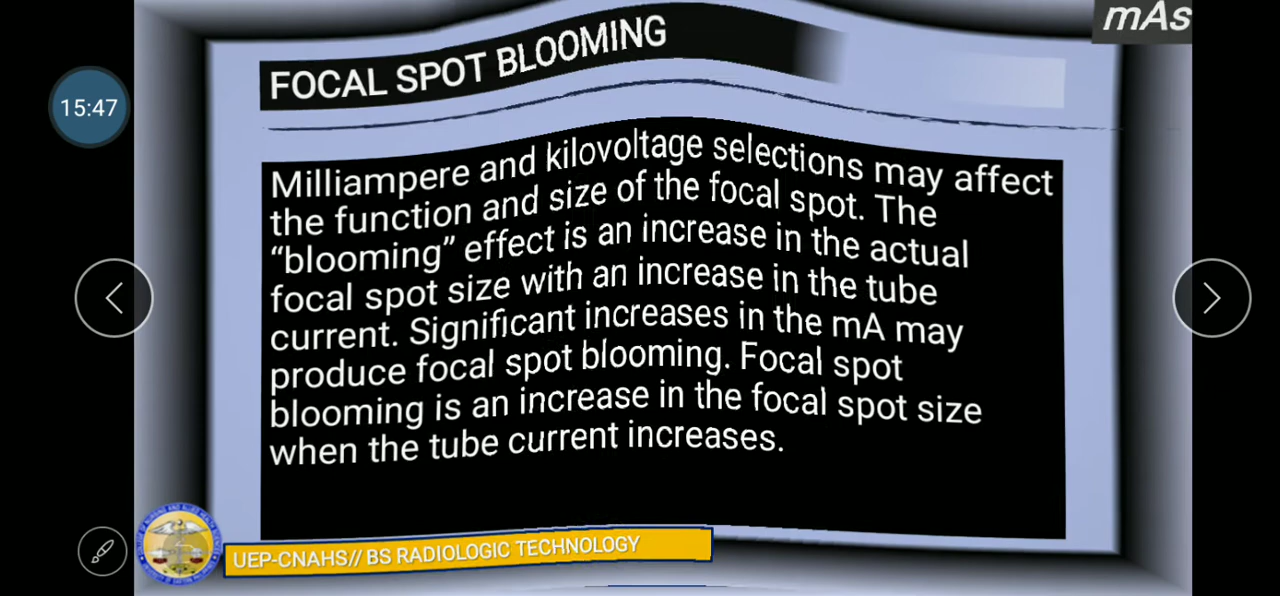 mAs
FOCAL SPOT BLOOMING
15:47
Milliampere and kilovoltage selections may affect
the function and size of the focal spot. The
“blooming” effect is an increase in the actual
focal spot size with an increase in the tube
current. Significant increases in the mA may
produce focal spot blooming. Focal spot
blooming is an increase in the focal spot size
when the tube current increases.
UEP-CNAHS// BS RADIOLOGIC TECHNOLOGY